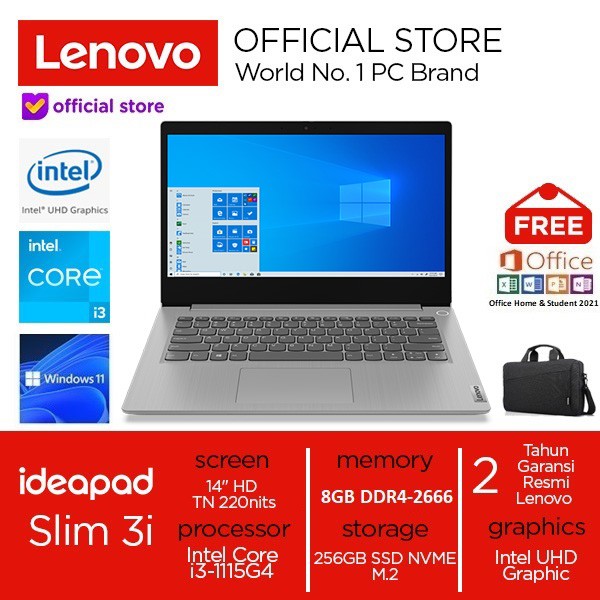 Lenovo
OFFICIAL STORE
World No. 1 PC Brand
official store
intel
Intel® UHD Graphics
intel
CORE
i3
Windows 11
Lenovo
FREE
Office
Office Home & Student 2021
ideapad
Slim 3i
screen
14" HD
TN 220nits
processor
Intel Core
i3-1115G4
memory
8GB DDR4-2666
storage
256GB SSD NVME
M.2
2
Tahun
Garansi
Resmi
Lenovo
graphics
Intel UHD
Graphic